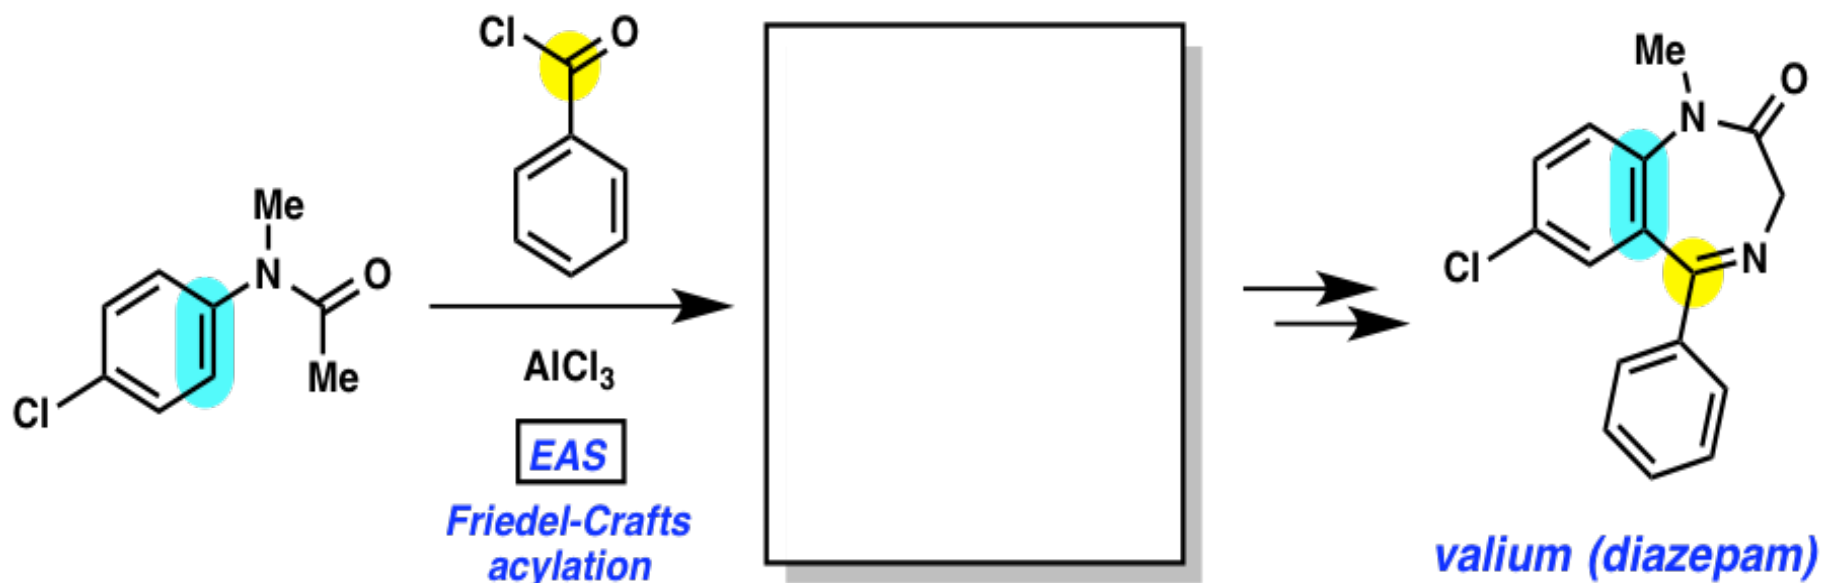 Cl
O
Me
N
O
Me
Cl
AlCl₃
EAS
Friedel-Crafts
acylation
Me
N
O
Cl
N
valium (diazepam)